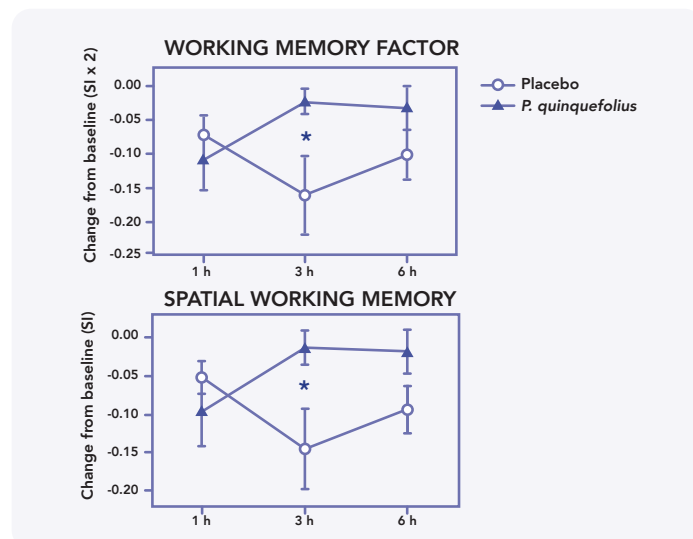 WORKING MEMORY FACTOR
Change from baseline (SI x 2)
0.00
-0.05
-0.10
-0.15
-0.20
-0.25
1 h
3 h
6 h
*
Placebo
P. quinquefolius
SPATIAL WORKING MEMORY
Change from baseline (SI)
0.00
-0.05
-0.10
-0.15
-0.20
1 h
3 h
6 h
*